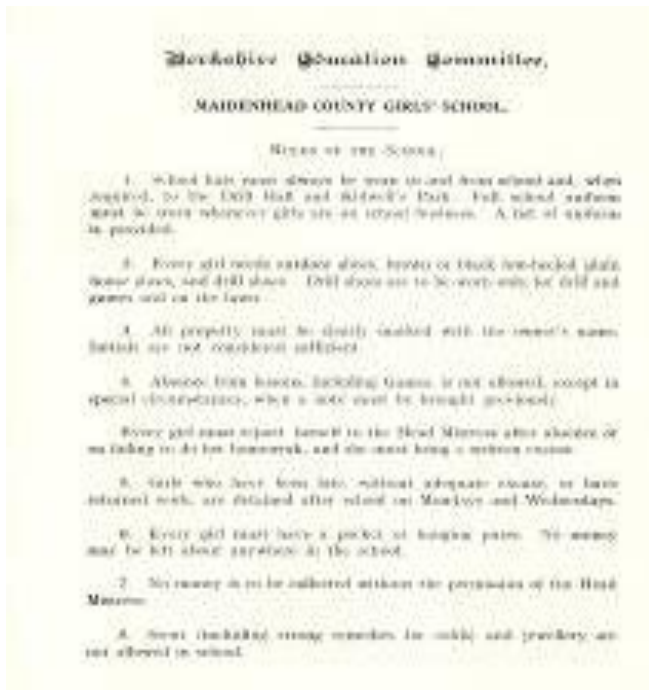 Berkshire Education Committee.
MAIDENHEAD COUNTY GIRLS' SCHOOL.
RULES OF THE SCHOOL.
1. School hats must always be worn to and from school and, when
required, to the Drill Hall and Kidwell's Park. Full school uniform
must be worn whenever girls are on school business. A list of uniform
is provided.
2. Every girl needs outdoor shoes, brown or black low-heeled plain
house shoes, and drill shoes. Drill shoes are to be worn only for drill and
games and on the lawn.
3. All property must be clearly marked with the owner's name.
Initials are not considered sufficient.
4. Absence from lessons, including Games, is not allowed, except in
special circumstances, when a note must be brought previously.
Every girl must report herself to the Head Mistress after absence or
on failing to do her homework, and she must bring a written excuse.
5. Girls who have been late, without adequate excuse, or have
returned work, are detained after school on Mondays and Wednesdays.
6. Every girl must have a pocket or hanging purse. No money
may be left about anywhere in the school.
7. No money is to be collected without the permission of the Head
Mistress.
8. Scent (including strong remedies for colds) and jewellery are
not allowed in school.